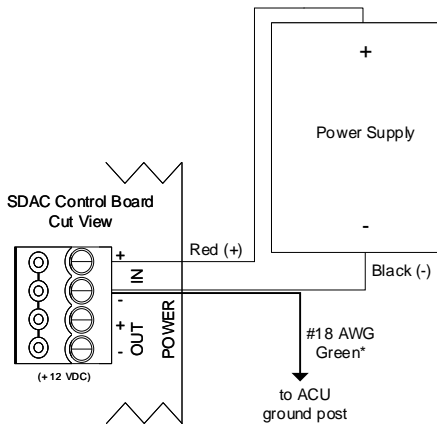 +
Power Supply
-
SDAC Control Board
Cut View
+
IN
-
+
OUT
-
POWER
(+12 VDC)
Red (+)
Black (-)
#18 AWG
Green*
to ACU
ground post